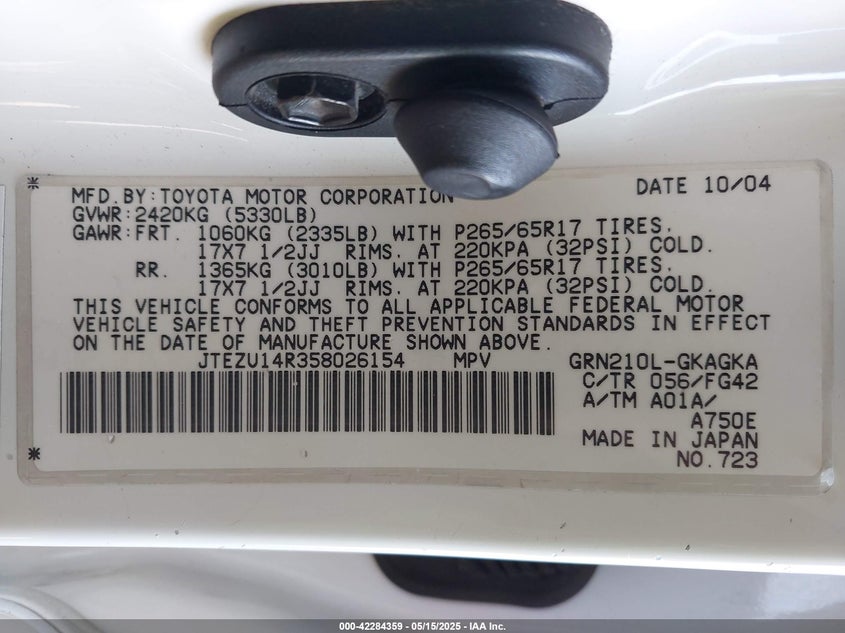 MFD.BY:TOYOTA MOTOR CORPORATION DATE 10/04
GVWR:2420KG (5330LB)
GAWR:FRT. 1060KG (2335LB) WITH P265/65R17 TIRES.
17X7 1/2JJ RIMS. AT 220KPA (32PSI) COLD.
RR. 1365KG (3010LB) WITH P265/65R17 TIRES.
17X7 1/2JJ RIMS. AT 220KPA (32PSI) COLD.
THIS VEHICLE CONFORMS TO ALL APPLICABLE FEDERAL MOTOR
VEHICLE SAFETY AND THEFT PREVENTION STANDARDS IN EFFECT
ON THE DATE OF MANUFACTURE SHOWN ABOVE.
JTEZU14R358026154 MPV GRN210L-GKAGKA
C/TR 056/FG42
A/TM A01A/
A750E
MADE IN JAPAN
NO.723
000-42284359 - 05/15/2025 - IAA Inc.